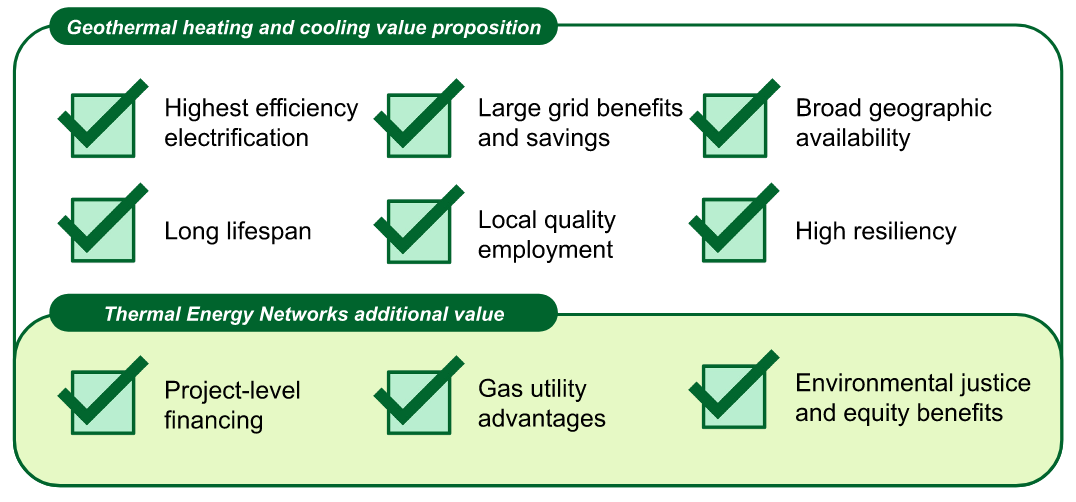 Geothermal heating and cooling value proposition
Highest efficiency
electrification
Large grid benefits
and savings
Broad geographic
availability
Long lifespan
Local quality
employment
High resiliency
Thermal Energy Networks additional value
Project-level
financing
Gas utility
advantages
Environmental justice
and equity benefits